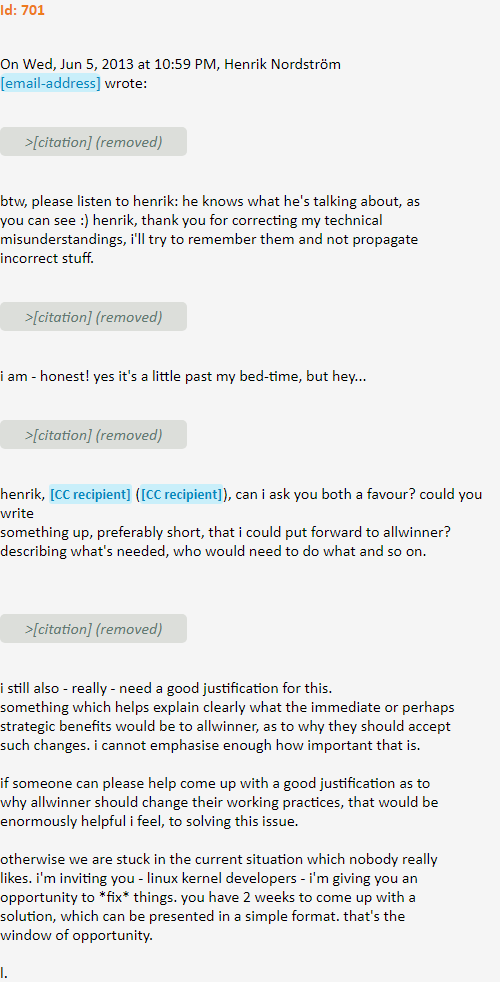 Id: 701
On Wed, Jun 5, 2013 at 10:59 PM, Henrik Nordström
[email-address] wrote:
>[citation] (removed)
btw, please listen to henrik: he knows what he's talking about, as
you can see :) henrik, thank you for correcting my technical
misunderstandings, i'll try to remember them and not propagate
incorrect stuff.
>[citation] (removed)
i am - honest! yes it's a little past my bed-time, but hey...
>[citation] (removed)
henrik, [CC recipient] ([CC recipient]), can i ask you both a favour? could you
write
something up, preferably short, that i could put forward to allwinner?
describing what's needed, who would need to do what and so on.
>[citation] (removed)
i still also - really - need a good justification for this.
something which helps explain clearly what the immediate or perhaps
strategic benefits would be to allwinner, as to why they should accept
such changes. i cannot emphasise enough how important that is.
if someone can please help come up with a good justification as to
why allwinner should change their working practices, that would be
enormously helpful i feel, to solving this issue.
otherwise we are stuck in the current situation which nobody really
likes. i'm inviting you - linux kernel developers - i'm giving you an
opportunity to *fix* things. you have 2 weeks to come up with a
solution, which can be presented in a simple format. that's the
window of opportunity.
l.